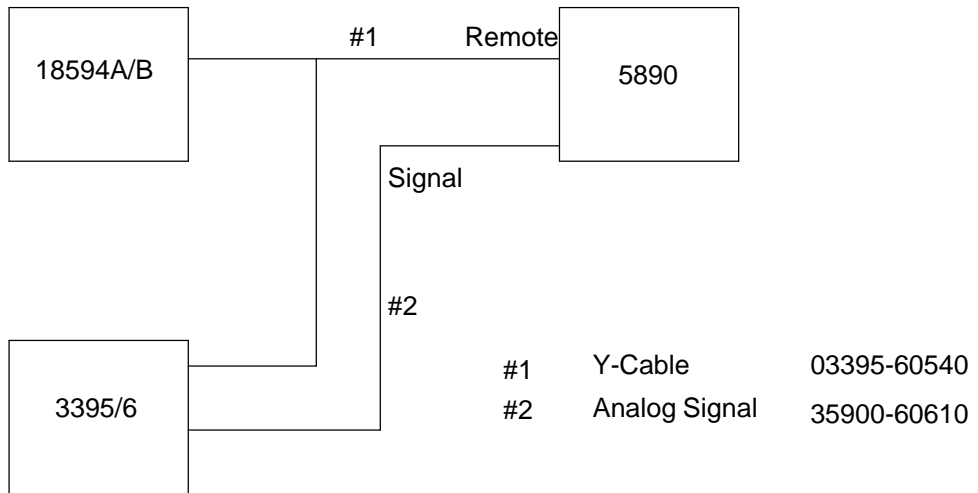 #1 Remote
18594A/B
5890
Signal
#2
3395/6
#1 Y-Cable 03395-60540
#2 Analog Signal 35900-60610